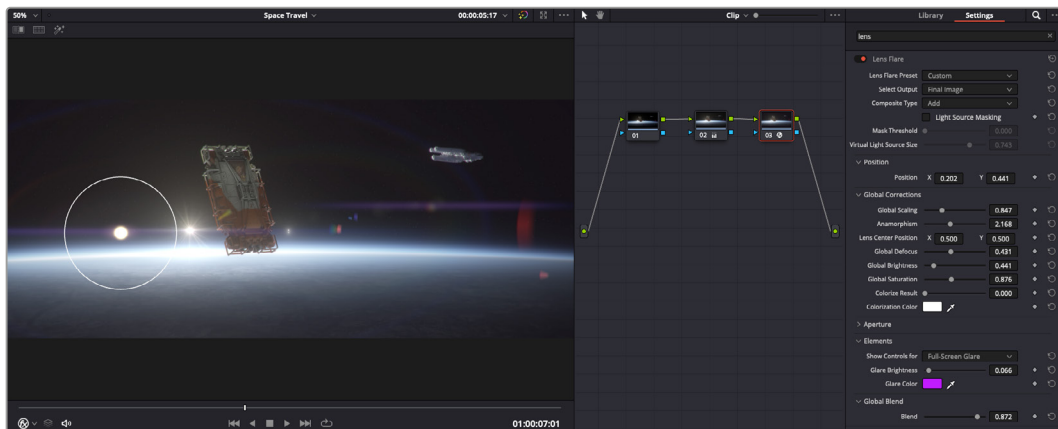 50%
Space Travel
00:00:05:17
Clip
Library
Settings
lens
Lens Flare
Lens Flare Preset Custom
Select Output Final Image
Composite Type Add
Light Source Masking
Mask Threshold 0.000
Virtual Light Source Size 0.743
Position
Position X 0.202 Y 0.441
Global Corrections
Global Scaling 0.847
Anamorphism 2.168
Lens Center Position X 0.500 Y 0.500
Global Defocus 0.431
Global Brightness 0.441
Global Saturation 0.876
Colorize Result 0.000
Colorization Color
Aperture
Elements
Show Controls for Full-Screen Glare
Glare Brightness 0.066
Glare Color
Global Blend
Blend 0.872
01
02
03
01:00:07:01